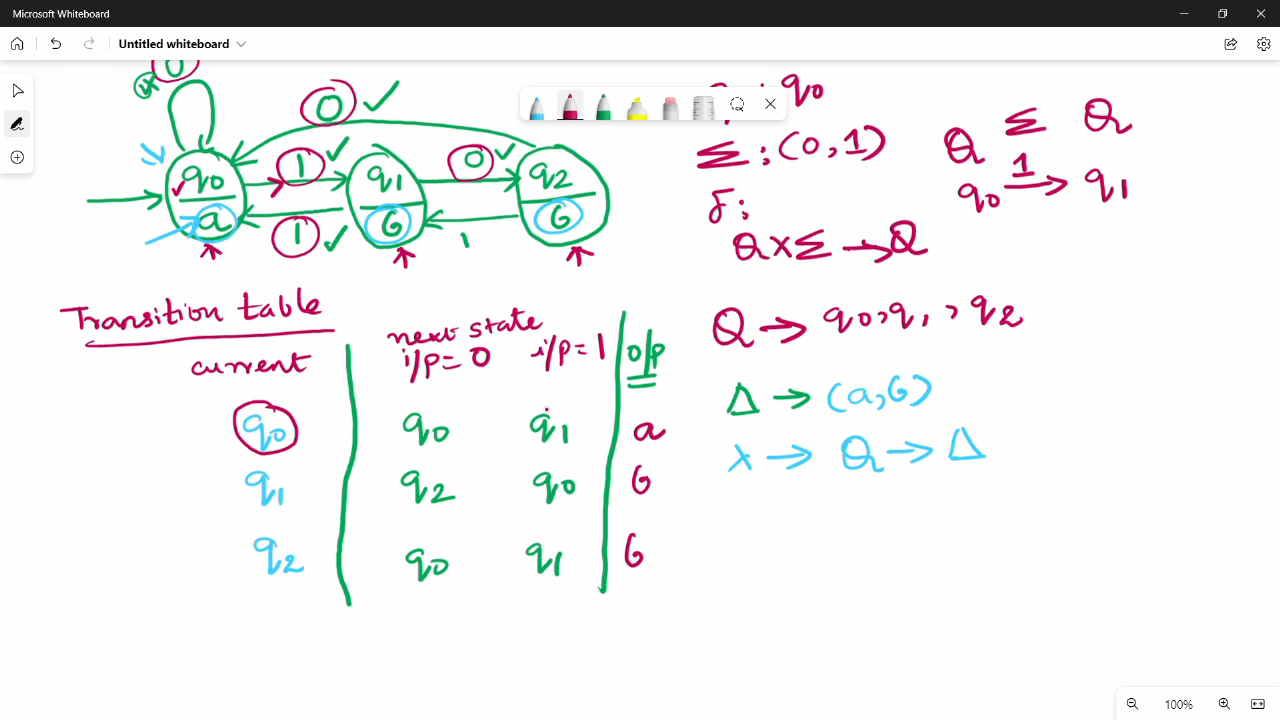 Microsoft Whiteboard
Untitled whiteboard
0
0
1
0
q0
q1
q2
a
b
b
1
1
q0
Σ : (0,1)
δ:
Q x Σ → Q
Q Σ Q
q0 1→ q1
Q → q0, q1, q2
Δ → (a,b)
λ → Q → Δ
Transition table
next state
current i/p=0 i/p=1 o/p
q0 q0 q1 a
q1 q2 q0 b
q2 q0 q1 b
100%